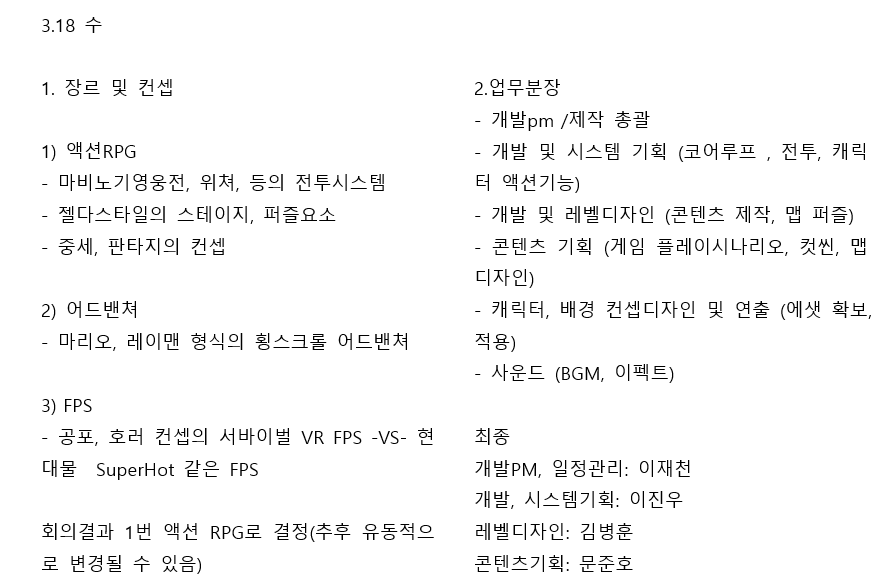 3.18 수
1. 장르 및 컨셉
1) 액션RPG
- 마비노기영웅전, 위쳐, 등의 전투시스템
- 젤다스타일의 스테이지, 퍼즐요소
- 중세, 판타지의 컨셉
2) 어드밴쳐
- 마리오, 레이맨 형식의 횡스크롤 어드밴쳐
3) FPS
- 공포, 호러 컨셉의 서바이벌 VR FPS -VS- 현
대물 SuperHot 같은 FPS
회의결과 1번 액션 RPG로 결정(추후 유동적으
로 변경될 수 있음)
2.업무분장
- 개발pm /제작 총괄
- 개발 및 시스템 기획 (코어루프 , 전투, 캐릭
터 액션기능)
- 개발 및 레벨디자인 (콘텐츠 제작, 맵 퍼즐)
- 콘텐츠 기획 (게임 플레이시나리오, 컷씬, 맵
디자인)
- 캐릭터, 배경 컨셉디자인 및 연출 (에샛 확보,
적용)
- 사운드 (BGM, 이펙트)
최종
개발PM, 일정관리: 이재천
개발, 시스템기획: 이진우
레벨디자인: 김병훈
콘텐츠기획: 문준호